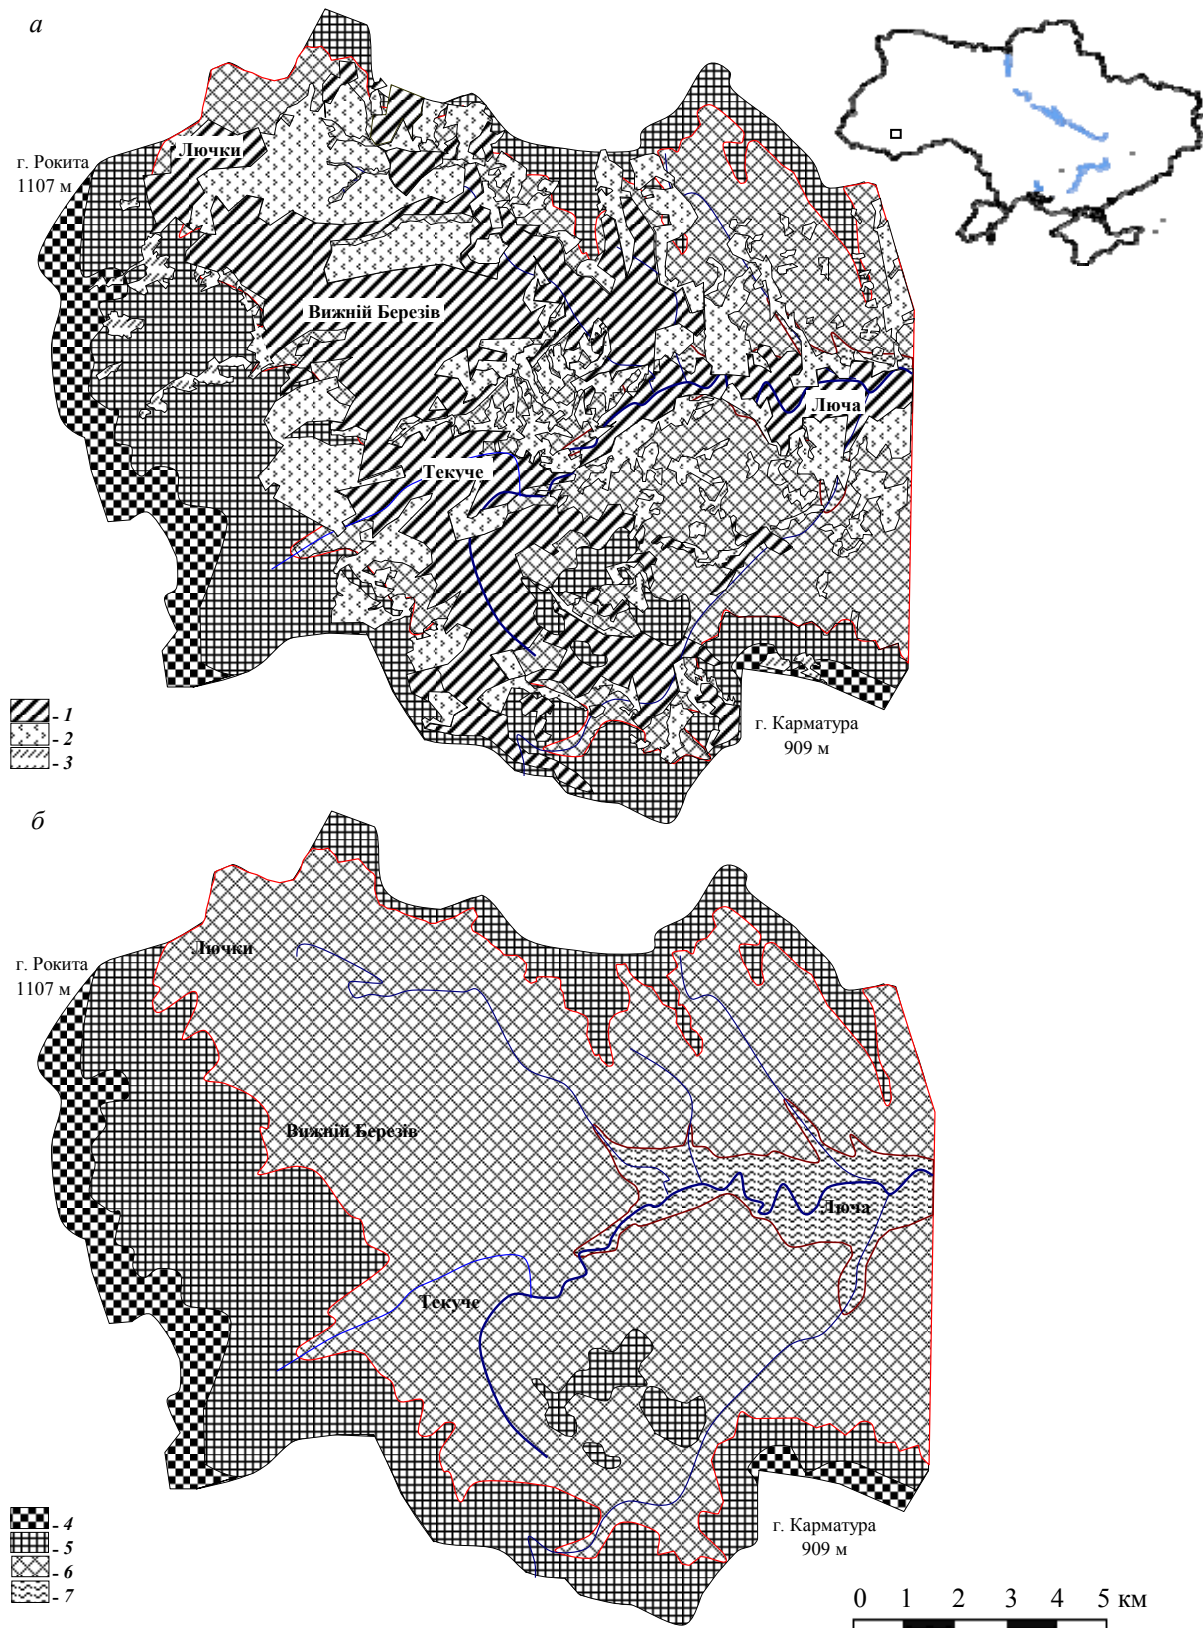 а
Лючки
г. Рокита
1107 м
Вижній Березів
Люча
Текуче
- 1
- 2
- 3
г. Карматура
909 м
б
Лючки
г. Рокита
1107 м
Вижній Березів
Люча
Текуче
- 4
- 5
- 6
- 7
г. Карматура
909 м
0 1 2 3 4 5 км